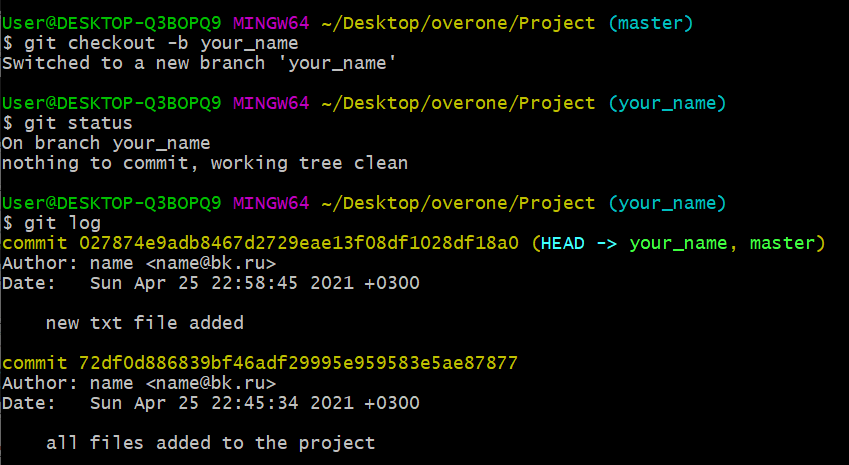 User@DESKTOP-Q3BOPQ9 MINGW64 ~/Desktop/overone/Project (master)
$ git checkout -b your_name
Switched to a new branch 'your_name'
User@DESKTOP-Q3BOPQ9 MINGW64 ~/Desktop/overone/Project (your_name)
$ git status
On branch your_name
nothing to commit, working tree clean
User@DESKTOP-Q3BOPQ9 MINGW64 ~/Desktop/overone/Project (your_name)
$ git log
commit 027874e9adb8467d2729eae13f08df1028df18a0 (HEAD -> your_name, master)
Author: name <name@bk.ru>
Date:   Sun Apr 25 22:58:45 2021 +0300
    new txt file added
commit 72df0d886839bf46adf29995e959583e5ae87877
Author: name <name@bk.ru>
Date:   Sun Apr 25 22:45:34 2021 +0300
    all files added to the project